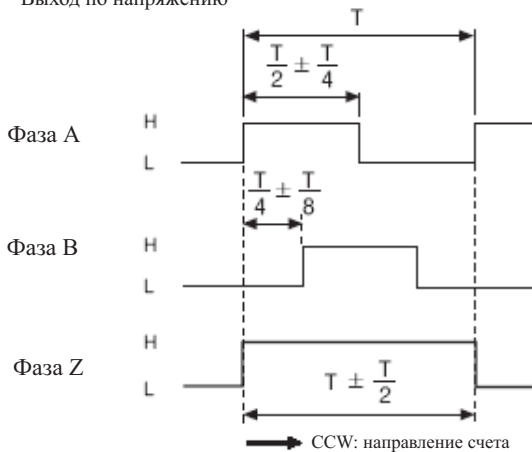 Выход по напряжению
T
T/2 ± T/4
Фаза A
H
L
T/4 ± T/8
Фаза B
H
L
Фаза Z
H
L
T ± T/2
CCW: направление счета